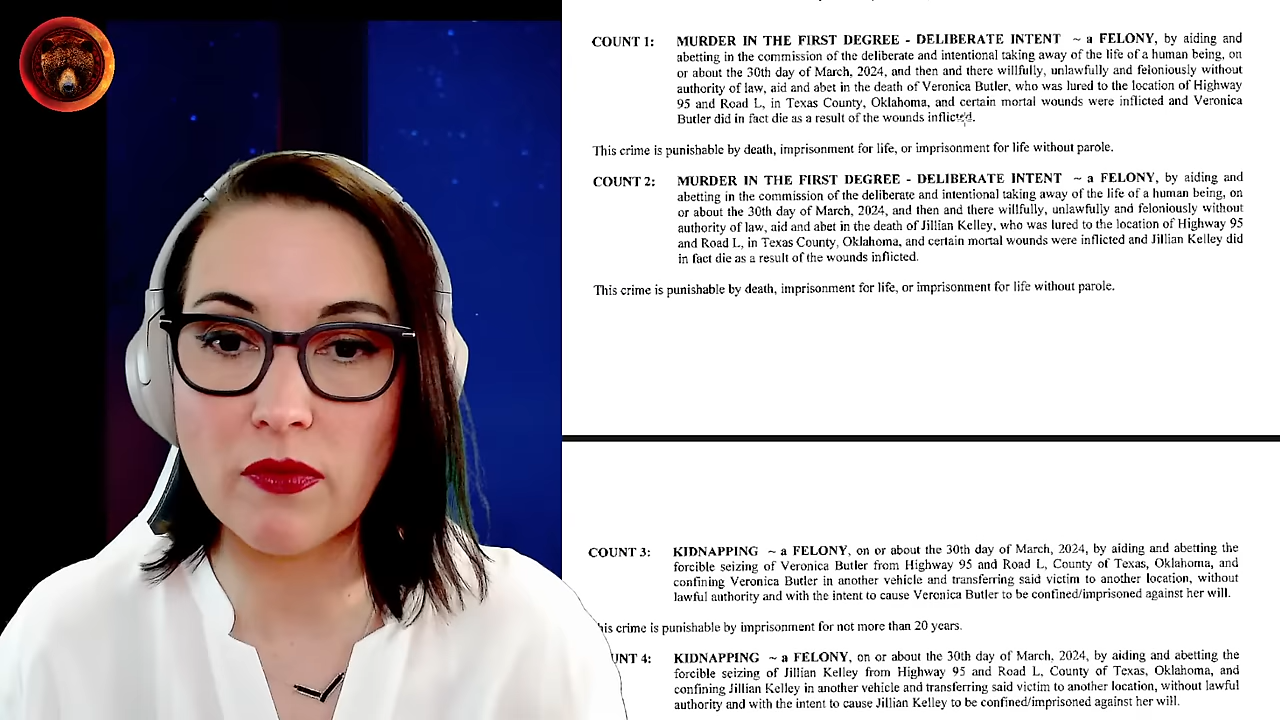 COUNT 1: MURDER IN THE FIRST DEGREE - DELIBERATE INTENT ~ a FELONY, by aiding and
abetting in the commission of the deliberate and intentional taking away of the life of a human being, on
or about the 30th day of March, 2024, and then and there willfully, unlawfully and feloniously without
authority of law, aid and abet in the death of Veronica Butler, who was lured to the location of Highway
95 and Road L, in Texas County, Oklahoma, and certain mortal wounds were inflicted and Veronica
Butler did in fact die as a result of the wounds inflicted.
This crime is punishable by death, imprisonment for life, or imprisonment for life without parole.
COUNT 2: MURDER IN THE FIRST DEGREE - DELIBERATE INTENT ~ a FELONY, by aiding and
abetting in the commission of the deliberate and intentional taking away of the life of a human being, on
or about the 30th day of March, 2024, and then and there willfully, unlawfully and feloniously without
authority of law, aid and abet in the death of Jillian Kelley, who was lured to the location of Highway 95
and Road L, in Texas County, Oklahoma, and certain mortal wounds were inflicted and Jillian Kelley did
in fact die as a result of the wounds inflicted.
This crime is punishable by death, imprisonment for life, or imprisonment for life without parole.
COUNT 3: KIDNAPPING ~ a FELONY, on or about the 30th day of March, 2024, by aiding and abetting the
forcible seizing of Veronica Butler from Highway 95 and Road L, County of Texas, Oklahoma, and
confining Veronica Butler in another vehicle and transferring said victim to another location, without
lawful authority and with the intent to cause Veronica Butler to be confined/imprisoned against her will.
his crime is punishable by imprisonment for not more than 20 years.
UNT 4: KIDNAPPING ~ a FELONY, on or about the 30th day of March, 2024, by aiding and abetting the
forcible seizing of Jillian Kelley from Highway 95 and Road L, County of Texas, Oklahoma, and
confining Jillian Kelley in another vehicle and transferring said victim to another location, without lawful
authority and with the intent to cause Jillian Kelley to be confined/imprisoned against her will.